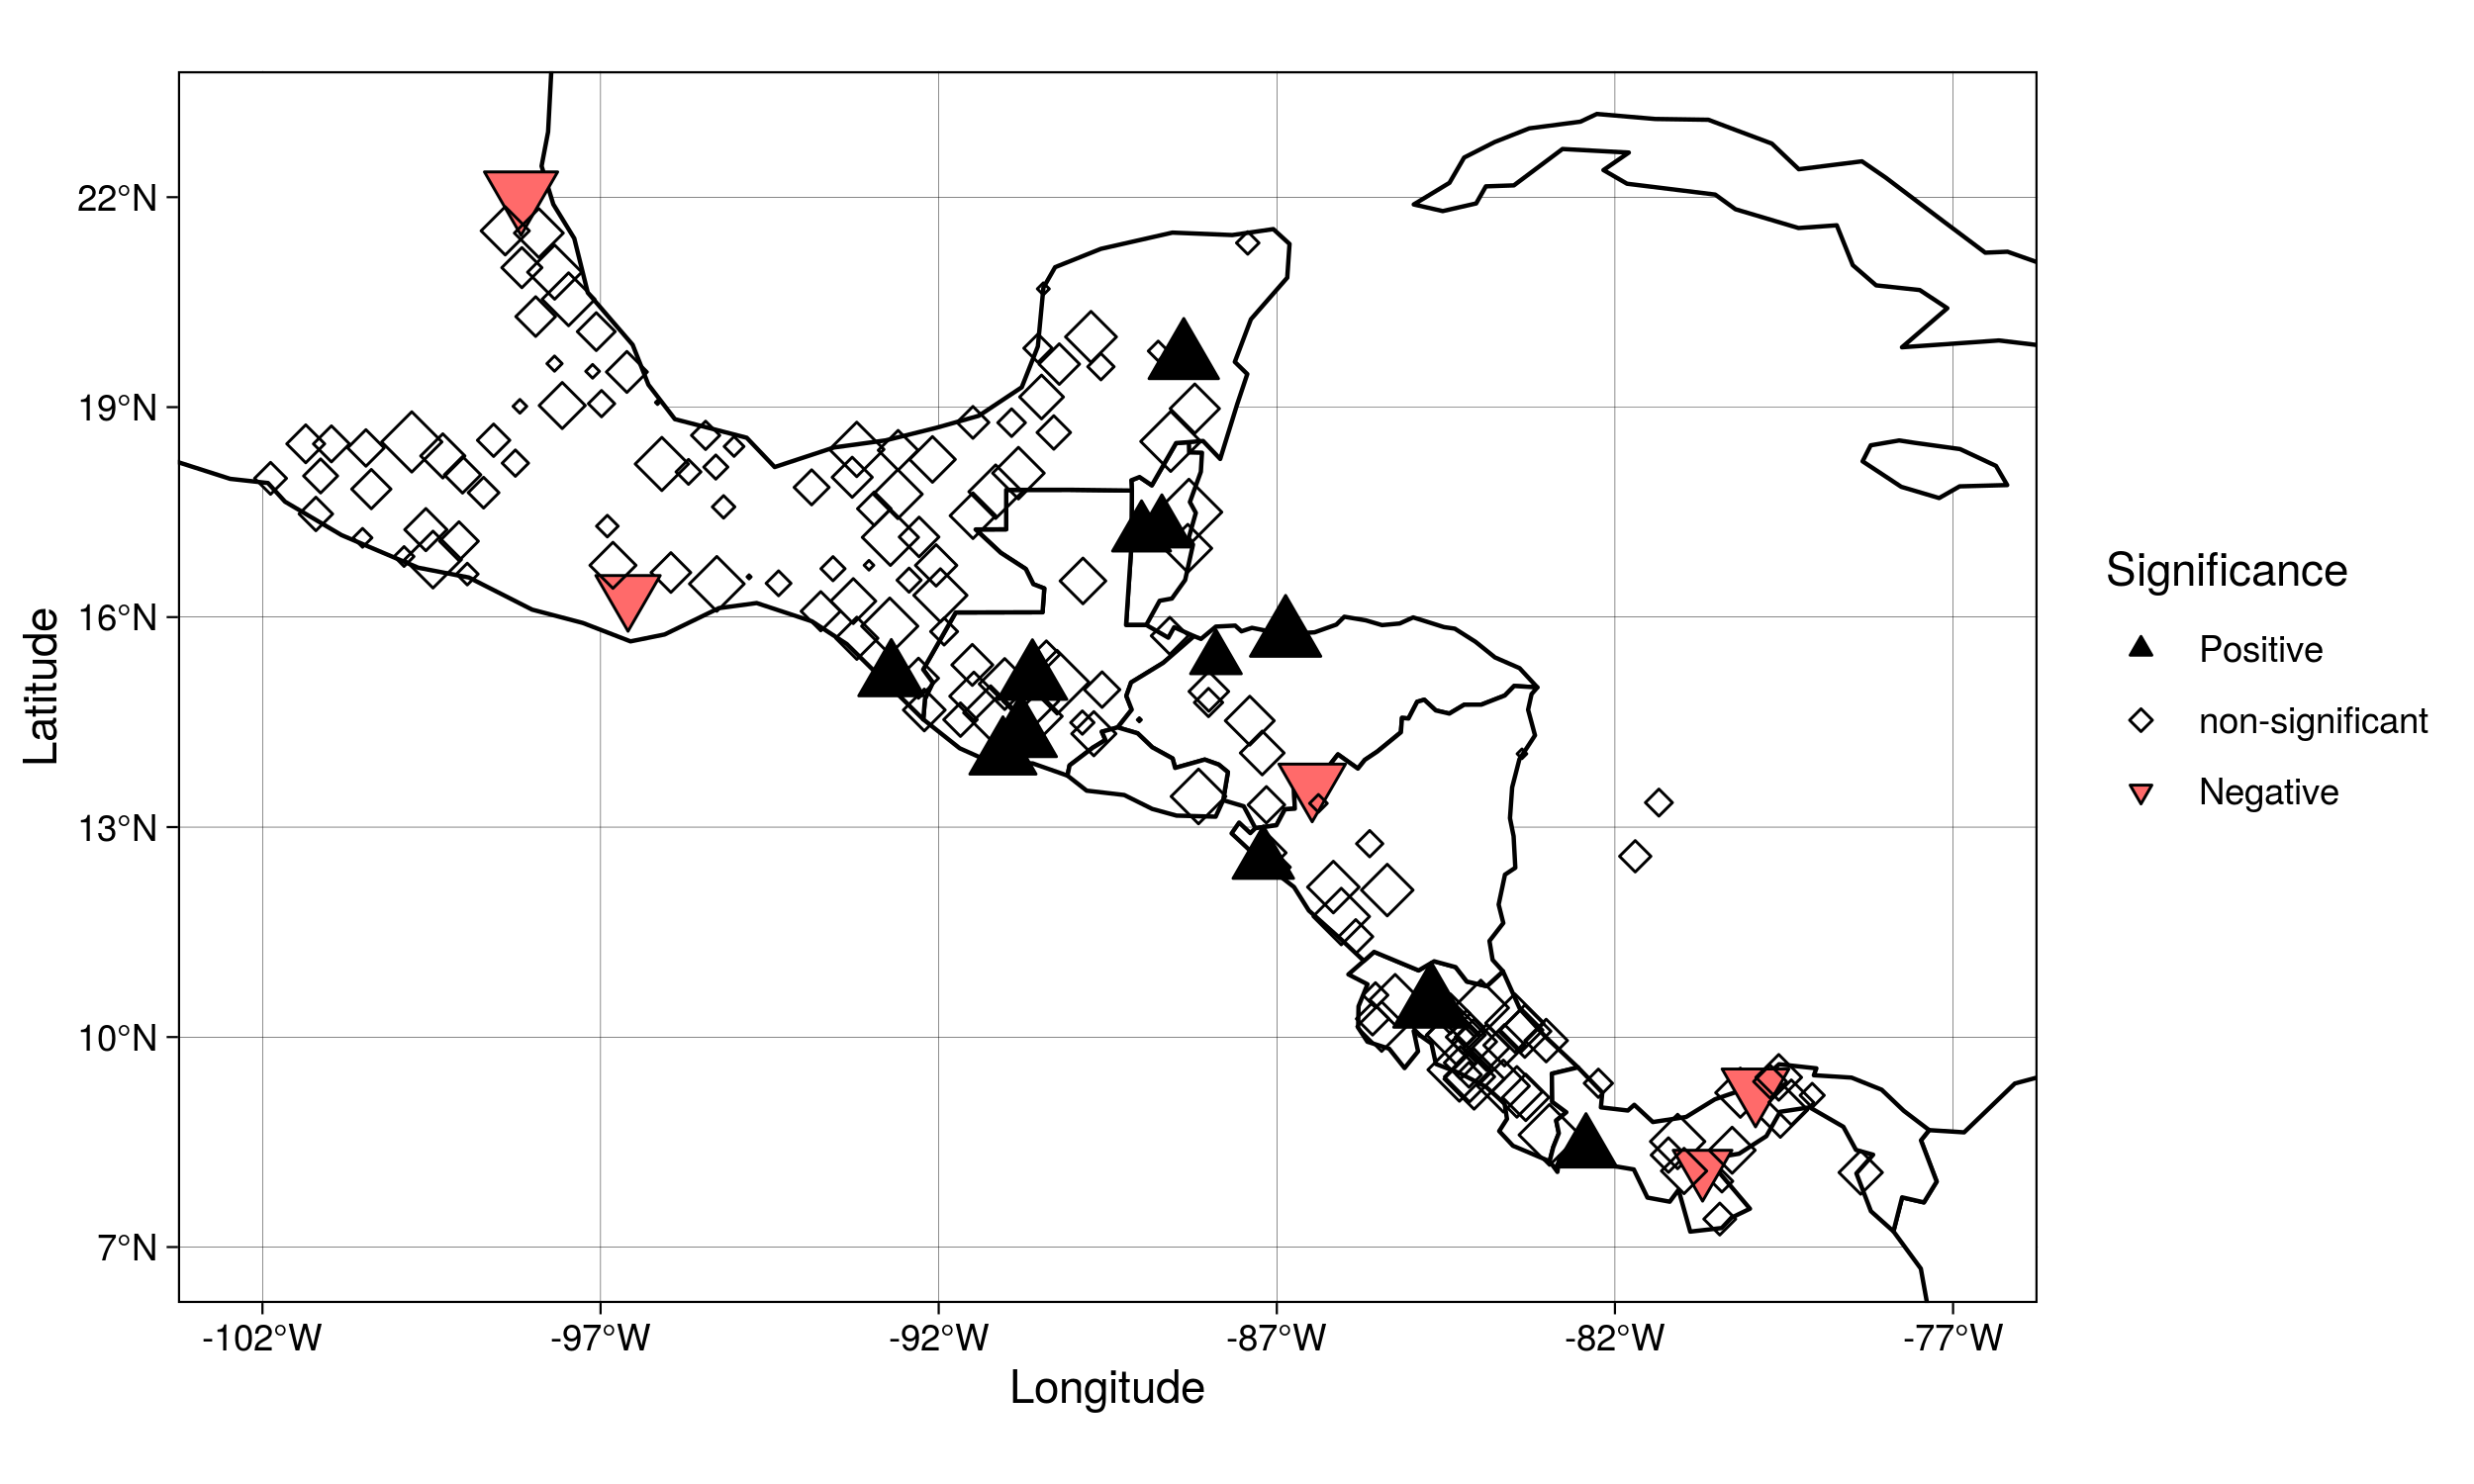 22°N
19°N
16°N
13°N
10°N
7°N
Latitude
-102°W
-97°W
-92°W
-87°W
-82°W
-77°W
Longitude
Significance
Positive
non-significant
Negative